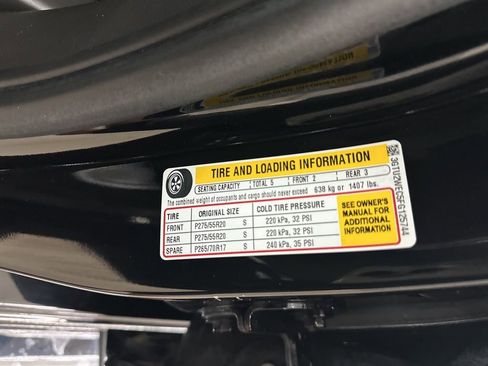 TIRE AND LOADING INFORMATION
SEATING CAPACITY TOTAL 5 FRONT 2 REAR 3
The combined weight of occupants and cargo should never exceed 638 kg or 1407 lbs.
TIRE ORIGINAL SIZE COLD TIRE PRESSURE
FRONT P275/55R20 S 220 kPa, 32 PSI
REAR P275/55R20 S 220 kPa, 32 PSI
SPARE P265/70R17 S 240 kPa, 35 PSI
SEE OWNER'S
MANUAL FOR
ADDITIONAL
INFORMATION
3GTU2VEC5FG125744